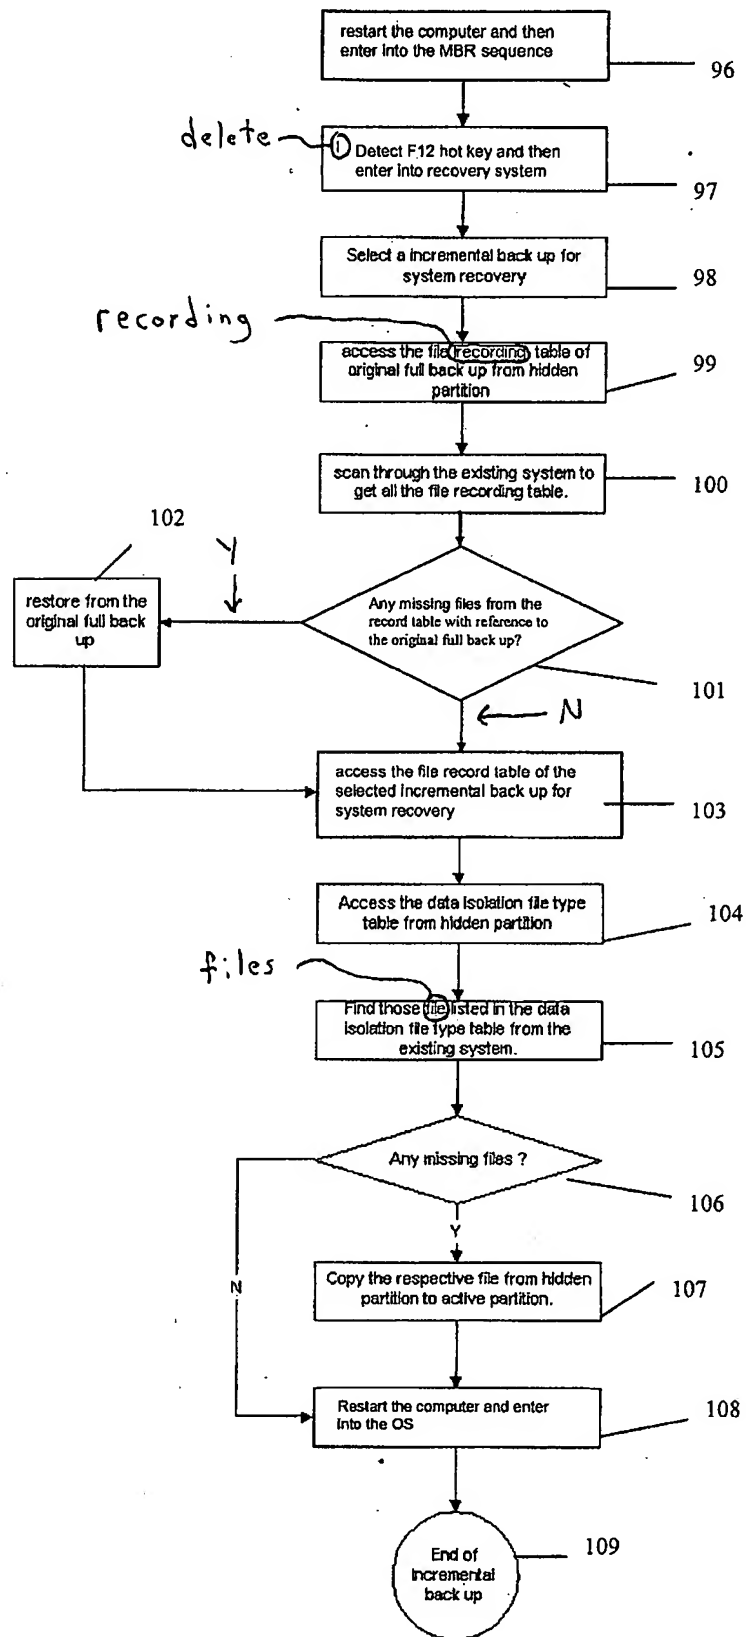 restart the computer and then
enter into the MBR sequence
96
delete
Detect F12 hot key and then
enter into recovery system
97
Select a incremental back up for
system recovery
98
recording
access the file recording table of
original full back up from hidden
partition
99
scan through the existing system to
get all the file recording table.
100
102
Y
restore from the
original full back
up
Any missing files from the
record table with reference to
the original full back up?
101
N
access the file record table of the
selected incremental back up for
system recovery
103
Access the data isolation file type
table from hidden partition
104
files
Find those file listed in the data
isolation file type table from the
existing system.
105
Any missing files ?
106
Y
N
Copy the respective file from hidden
partition to active partition.
107
Restart the computer and enter
into the OS
108
End of
incremental
back up
109